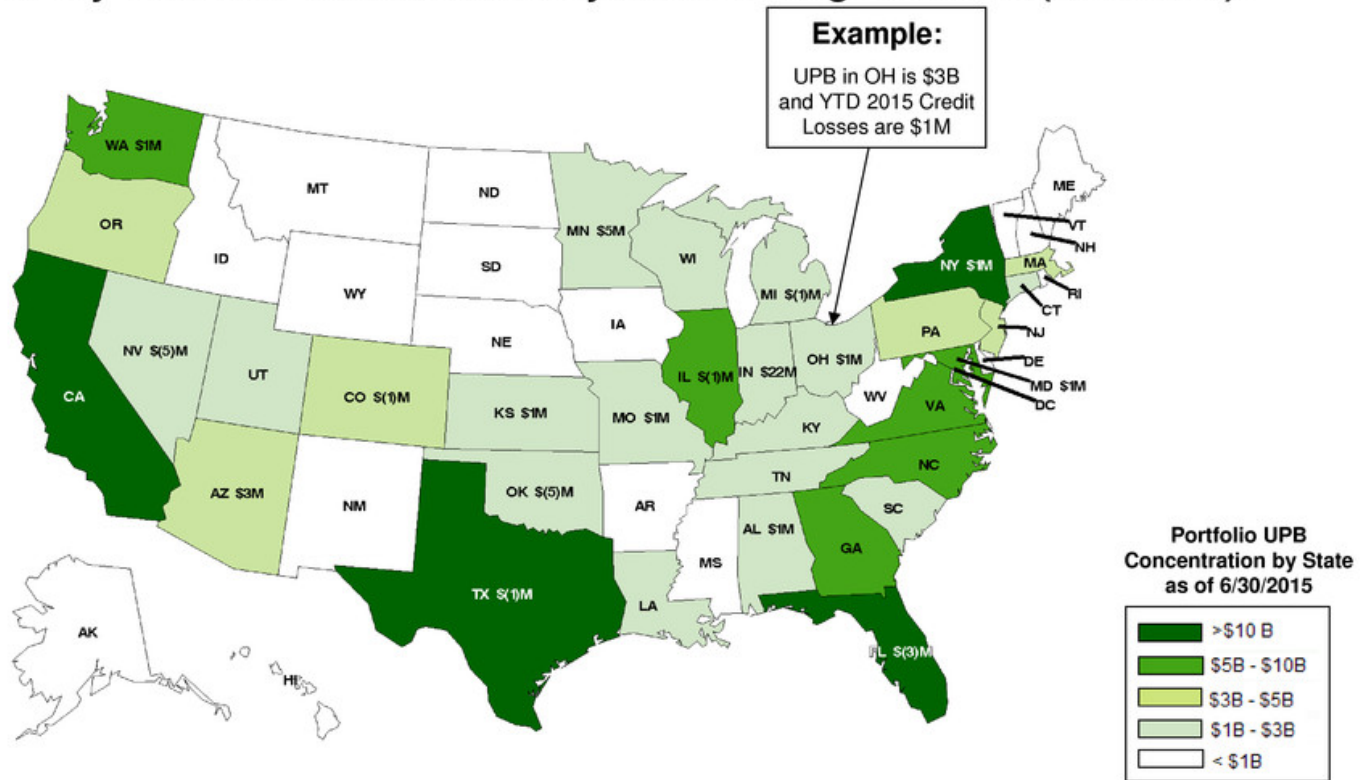 Example:
UPB in OH is $3B
and YTD 2015 Credit
Losses are $1M
WA $1M
MT
ND
ME
OR
MN $5M
VT
ID
SD
WI
NY $1M
NH
WY
MI $(1)M
MA
RI
IA
CT
NE
PA
NJ
NV $(5)M
UT
OH $1M
DE
CA
CO $(1)M
IL $(1)M
IN $22M
WV
MD $1M
DC
KS $1M
MO $1M
VA
KY
NC
TN
AZ $3M
NM
OK $(5)M
AR
SC
AL $1M
GA
MS
TX $(1)M
LA
FL $(3)M
AK
HI
Portfolio UPB
Concentration by State
as of 6/30/2015
>$10 B
$5B - $10B
$3B - $5B
$1B - $3B
< $1B